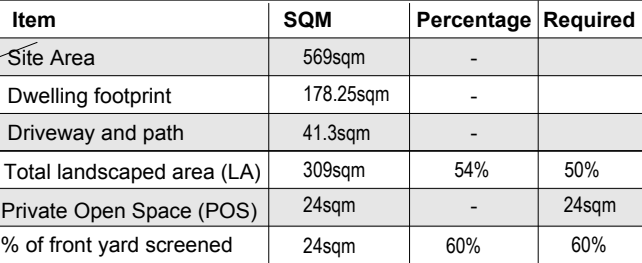 Item SQM Percentage Required
Site Area 569sqm -
Dwelling footprint 178.25sqm -
Driveway and path 41.3sqm -
Total landscaped area (LA) 309sqm 54% 50%
Private Open Space (POS) 24sqm - 24sqm
% of front yard screened 24sqm 60% 60%